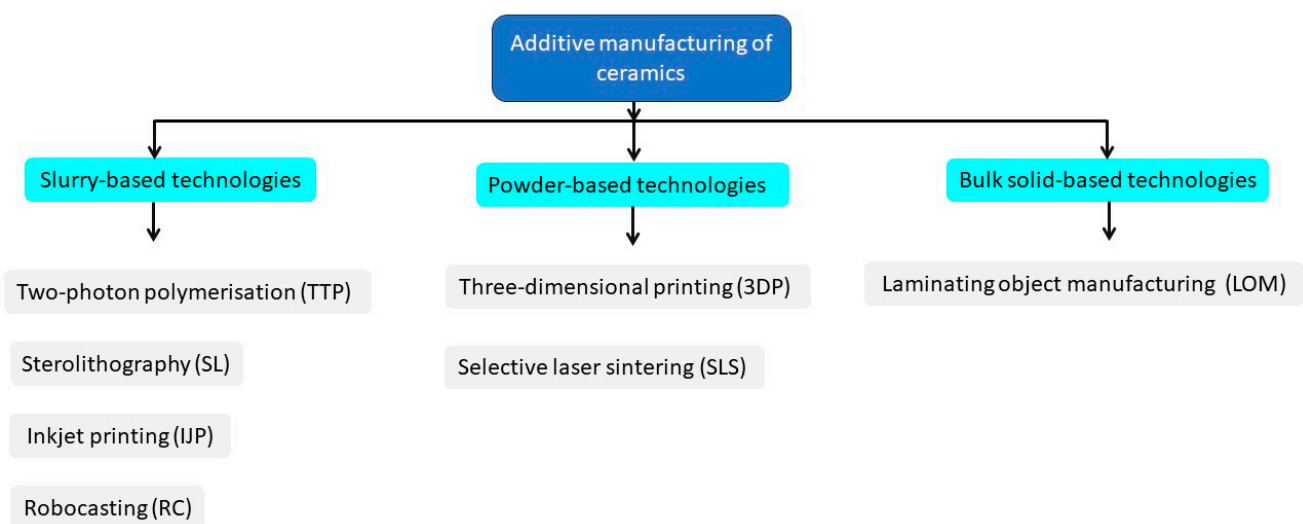 Additive manufacturing of
ceramics
Slurry-based technologies
Powder-based technologies
Bulk solid-based technologies
Two-photon polymerisation (TTP)
Three-dimensional printing (3DP)
Laminating object manufacturing (LOM)
Sterolithography (SL)
Selective laser sintering (SLS)
Inkjet printing (IJP)
Robocasting (RC)